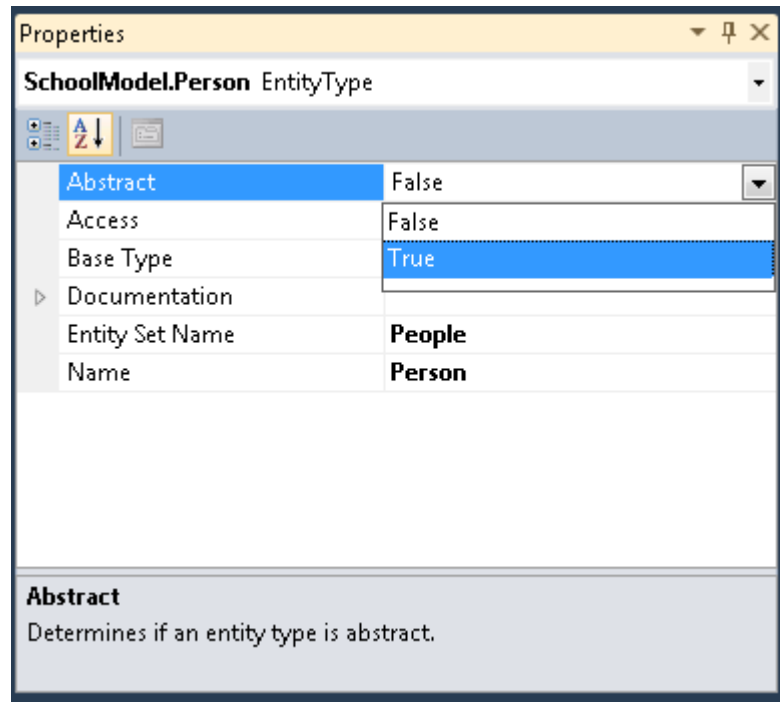 Properties
SchoolModel.Person EntityType
A
Z
Abstract False
Access False
Base Type True
Documentation
Entity Set Name People
Name Person
Abstract
Determines if an entity type is abstract.